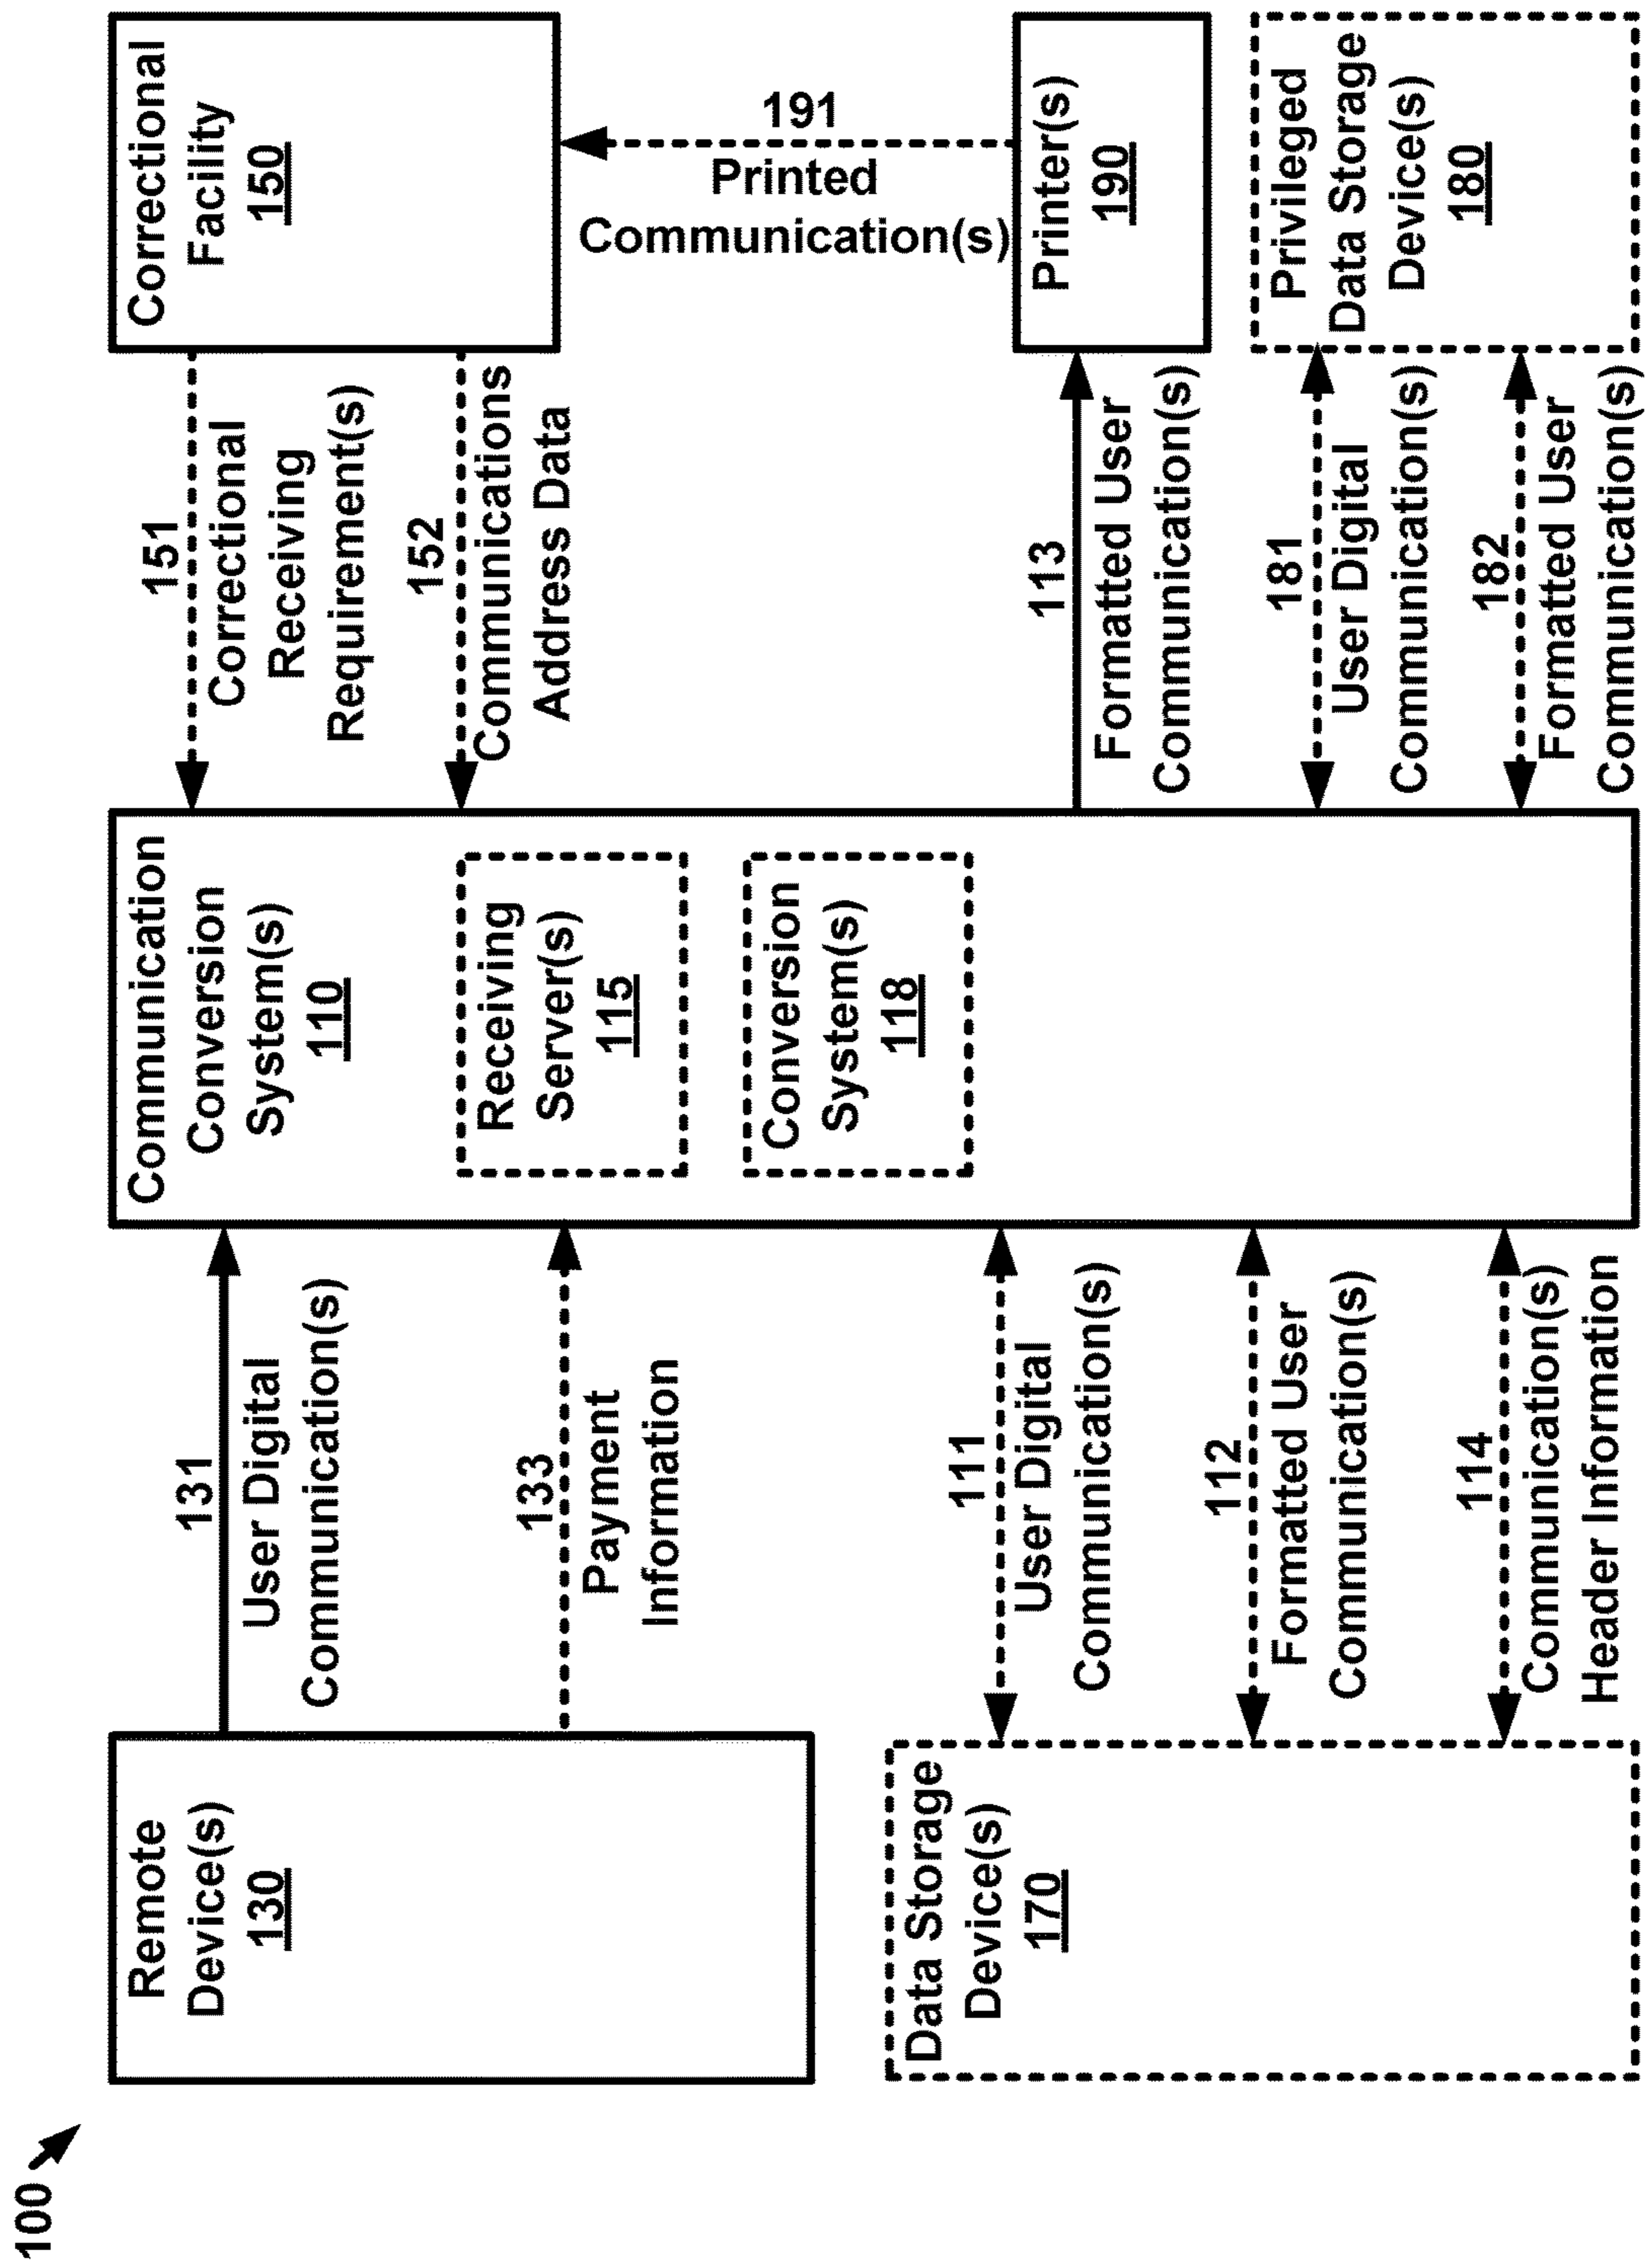 100
Remote
Device(s)
130
131
User Digital
Communication(s)
133
Payment
Information
Data Storage
Device(s)
170
111
User Digital
Communication(s)
112
Formatted User
Communication(s)
114
Communication(s)
Header Information
Communication
Conversion
System(s)
110
Receiving
Server(s)
115
Conversion
System(s)
118
151
Correctional
Receiving
Requirement(s)
152
Communications
Address Data
113
Formatted User
Communication(s)
181
User Digital
Communication(s)
182
Formatted User
Communication(s)
Correctional
Facility
150
191
Printed
Communication(s)
Printer(s)
190
Privileged
Data Storage
Device(s)
180